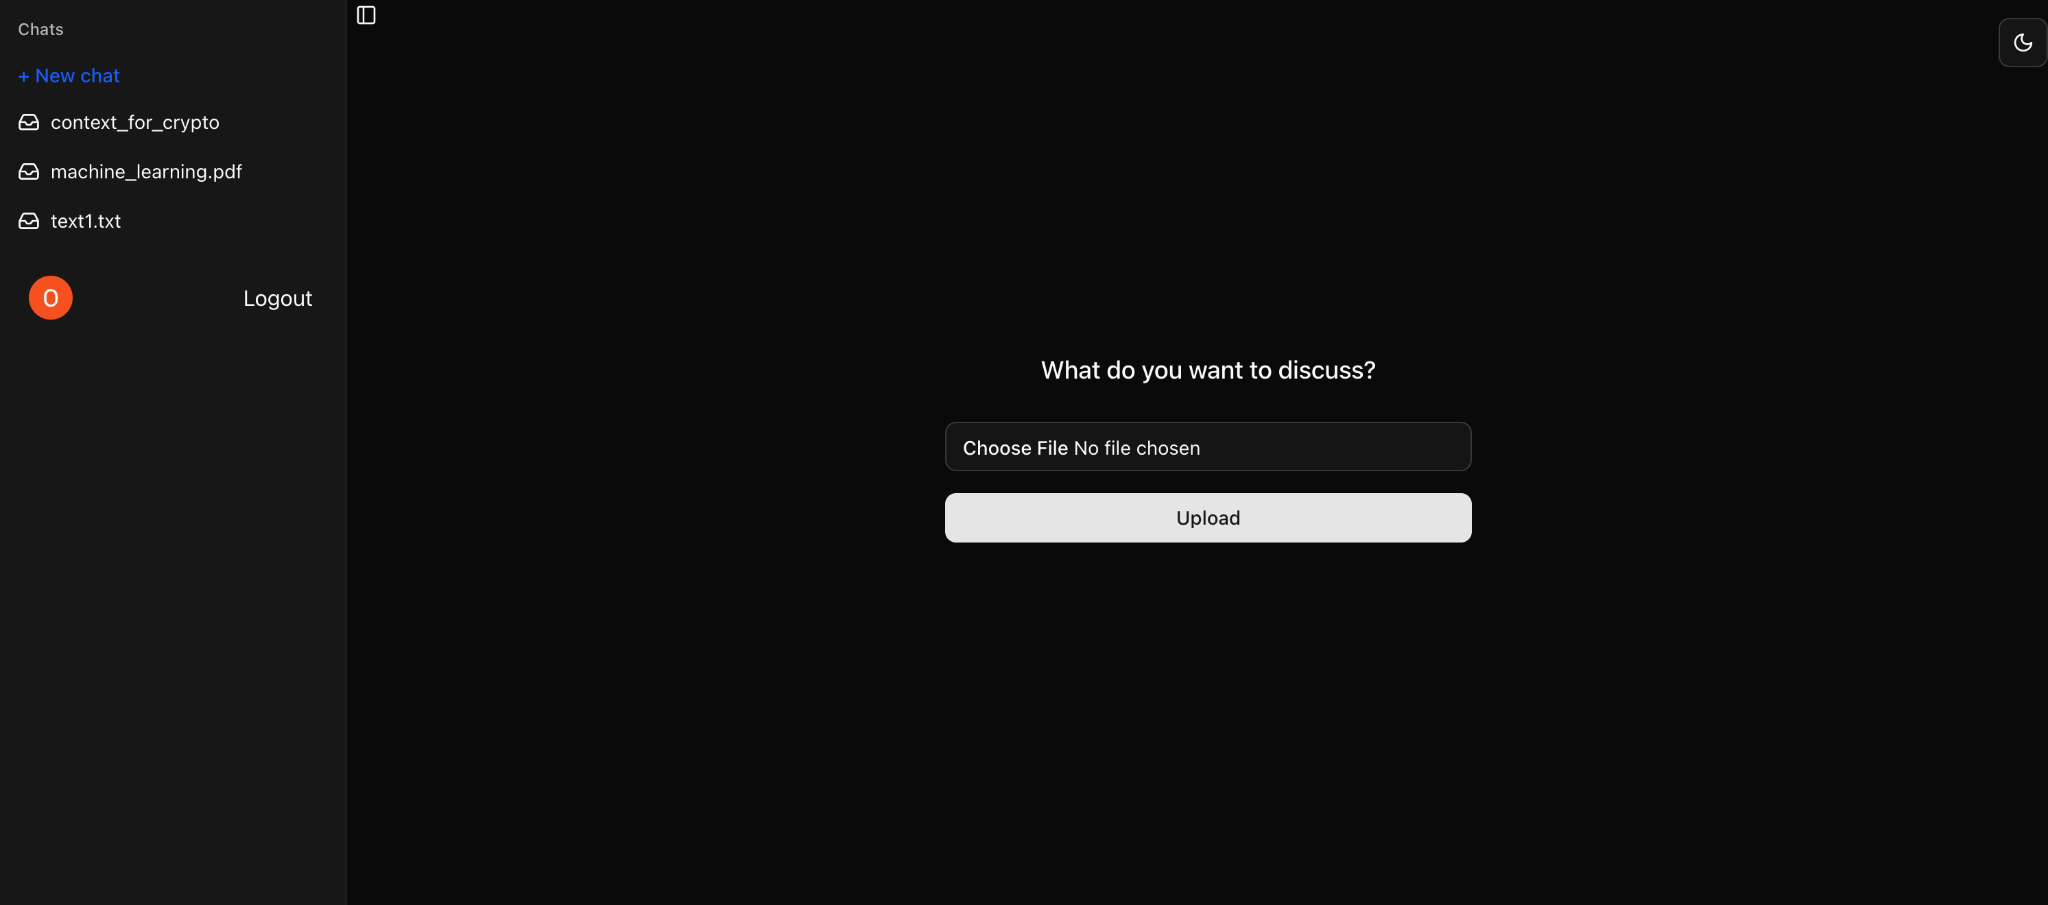 Chats
+ New chat
context_for_crypto
machine_learning.pdf
text1.txt
O Logout
What do you want to discuss?
Choose File No file chosen
Upload